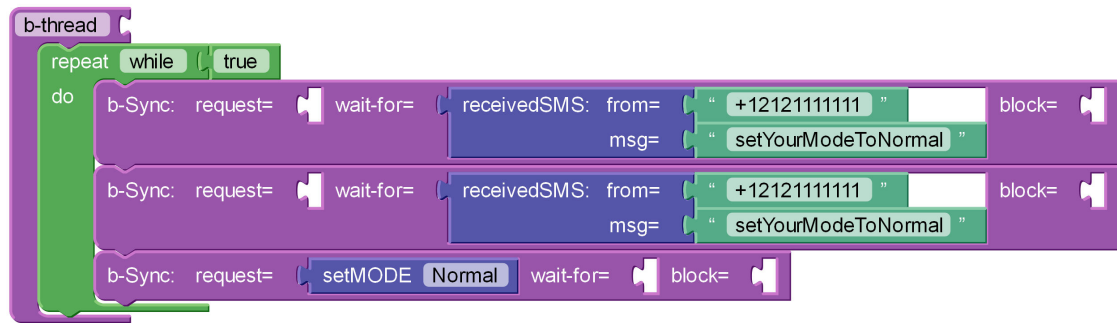 b-thread
repeat while true
do b-Sync: request= wait-for= receivedSMS: from= “ +12121111111 ” block=
msg= “ setYourModeToNormal ”
b-Sync: request= wait-for= receivedSMS: from= “ +12121111111 ” block=
msg= “ setYourModeToNormal ”
b-Sync: request= setMODE Normal wait-for= block=